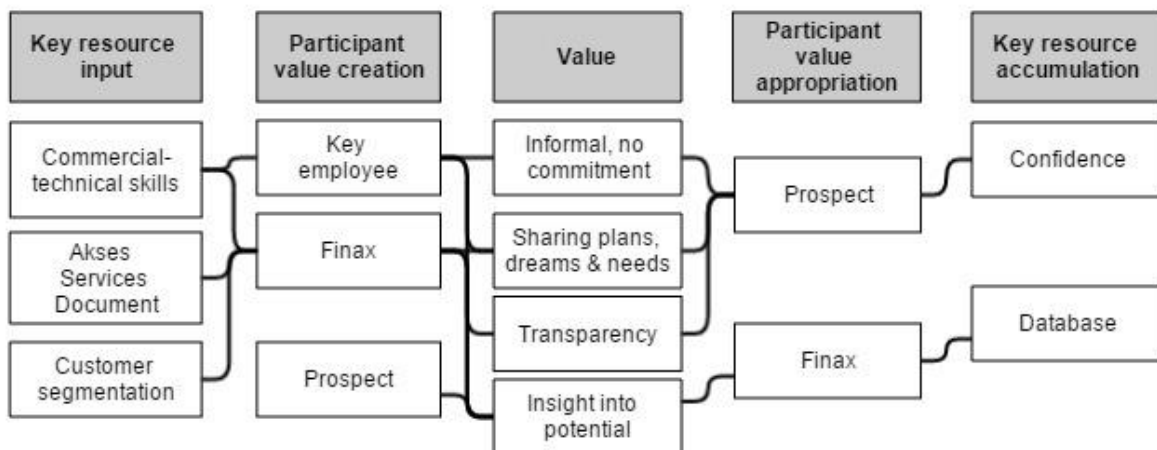 Key resource
input
Participant
value creation
Value
Participant
value
appropriation
Key resource
accumulation
Commercial-
technical skills
Akses
Services
Document
Customer
segmentation
Key
employee
Finax
Prospect
Informal, no
commitment
Sharing plans,
dreams & needs
Transparency
Insight into
potential
Prospect
Finax
Confidence
Database